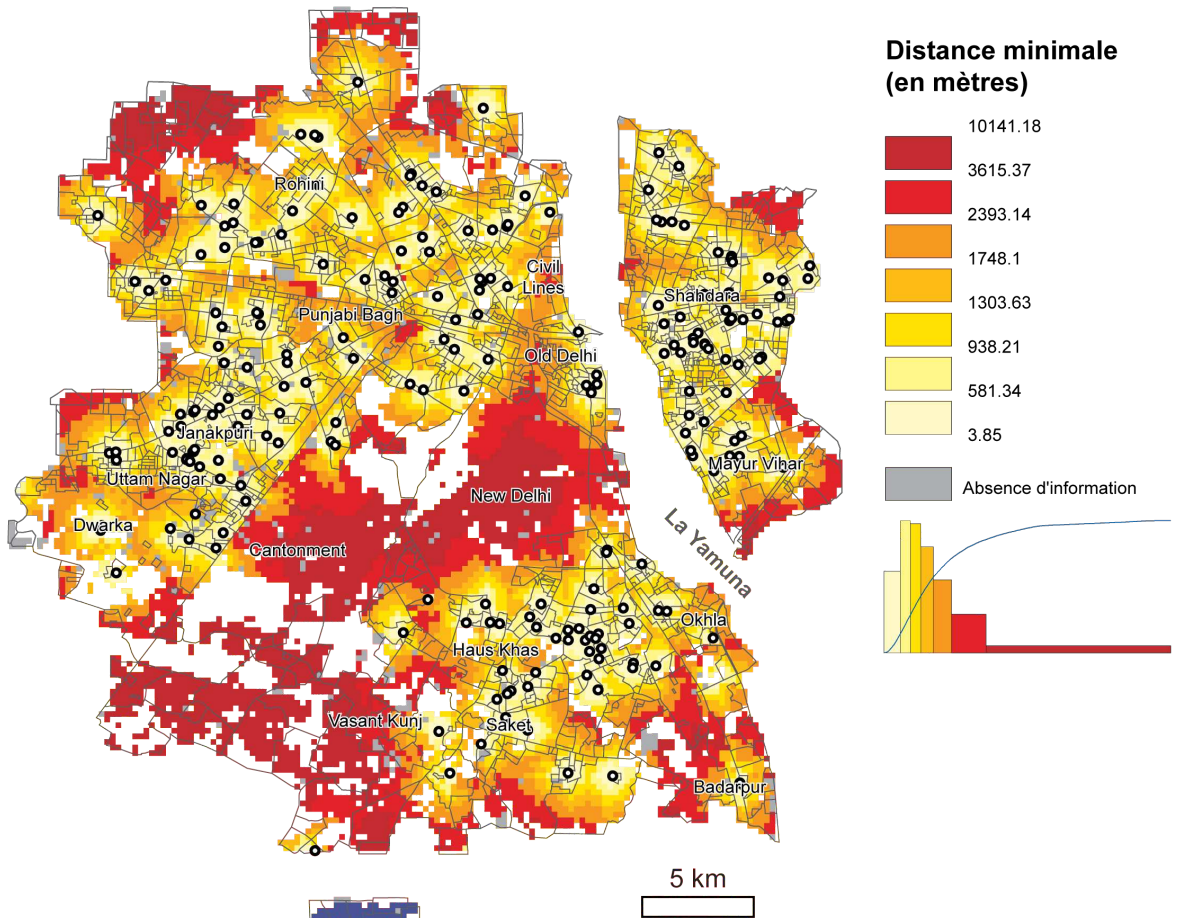 Distance minimale
(en mètres)
10141.18
3615.37
2393.14
1748.1
1303.63
938.21
581.34
3.85
Absence d'information
Rohini
Civil
Lines
Shahdara
Punjabi Bagh
Old Delhi
Janakpuri
Mayur Vihar
Uttam Nagar
New Delhi
Dwarka
La Yamuna
Cantonment
Okhla
Haus Khas
Vasant Kunj
Saket
Badarpur
5 km